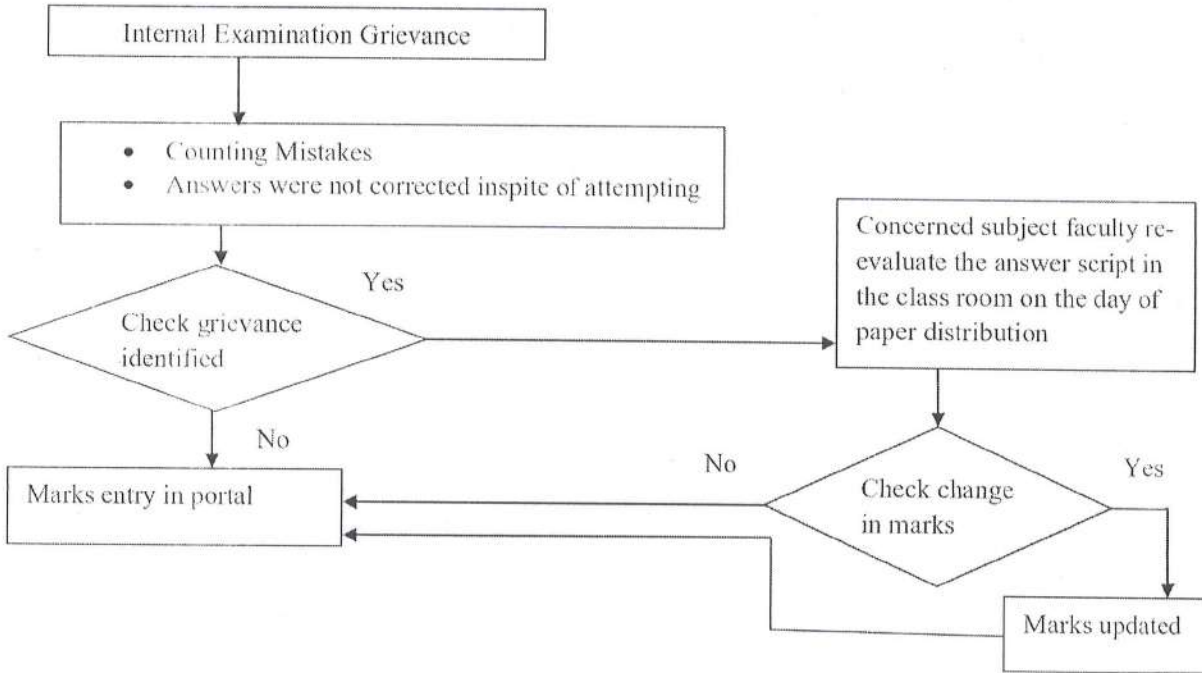 Internal Examination Grievance
• Counting Mistakes
• Answers were not corrected inspite of attempting
Yes
Check grievance
identified
No
Marks entry in portal
Concerned subject faculty re-
evaluate the answer script in
the class room on the day of
paper distribution
No
Yes
Check change
in marks
Marks updated